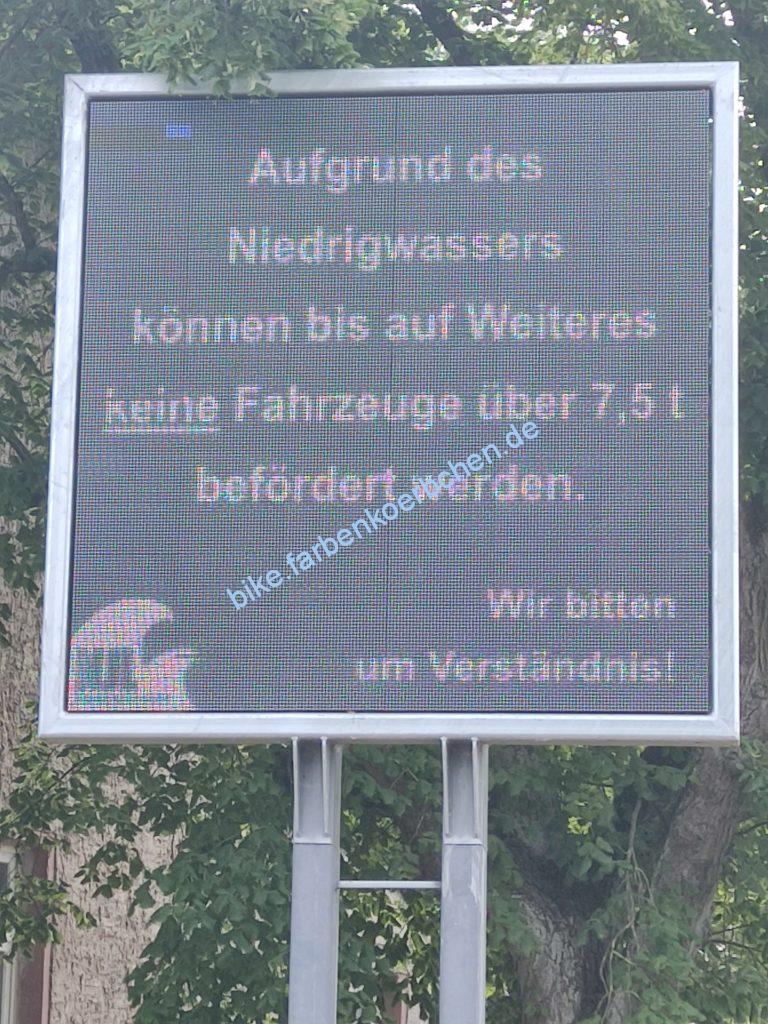 Aufgrund des
Niedrigwassers
können bis auf Weiteres
keine Fahrzeuge über 7,5 t
befördert werden.
bike.farbenkoertchen.de
Wir bitten
um Verständnis!